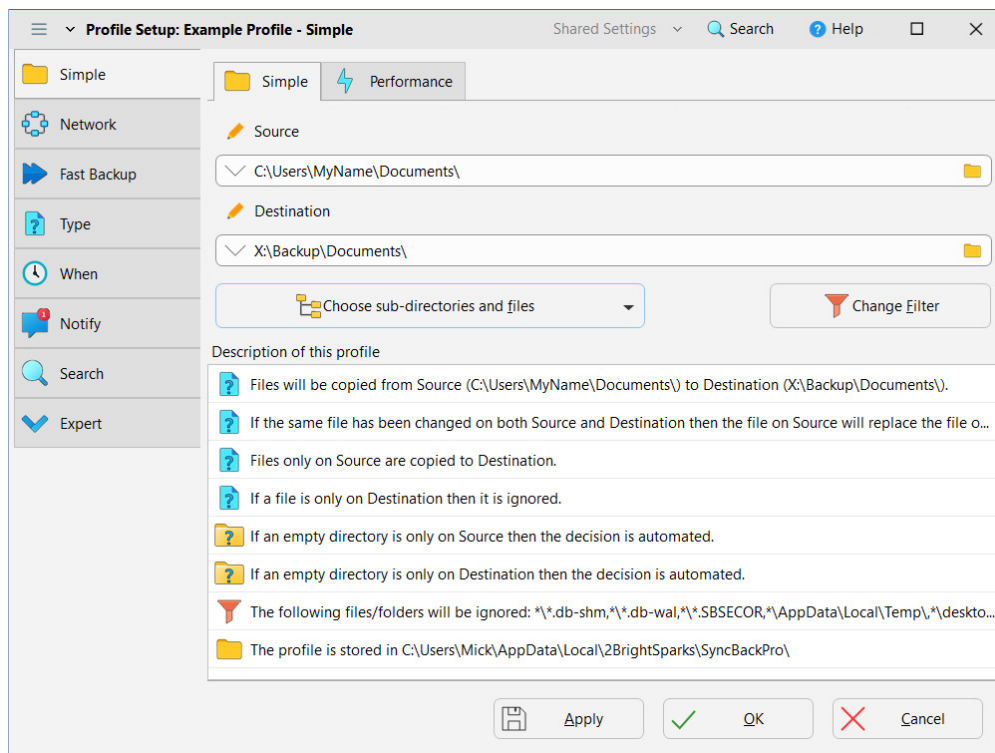 Profile Setup: Example Profile - Simple
Shared Settings
Search
Help
Simple
Network
Fast Backup
Type
When
1
Notify
Search
Expert
Simple
Performance
Source
C:\Users\MyName\Documents\
Destination
X:\Backup\Documents\
Choose sub-directories and files
Change Filter
Description of this profile
Files will be copied from Source (C:\Users\MyName\Documents\) to Destination (X:\Backup\Documents\).
If the same file has been changed on both Source and Destination then the file on Source will replace the file o...
Files only on Source are copied to Destination.
If a file is only on Destination then it is ignored.
If an empty directory is only on Source then the decision is automated.
If an empty directory is only on Destination then the decision is automated.
The following files/folders will be ignored: *\*.db-shm,*\*.db-wal,*\*.SBSECOR,*\AppData\Local\Temp\,*\deskto...
The profile is stored in C:\Users\Mick\AppData\Local\2BrightSparks\SyncBackPro\
Apply
OK
Cancel